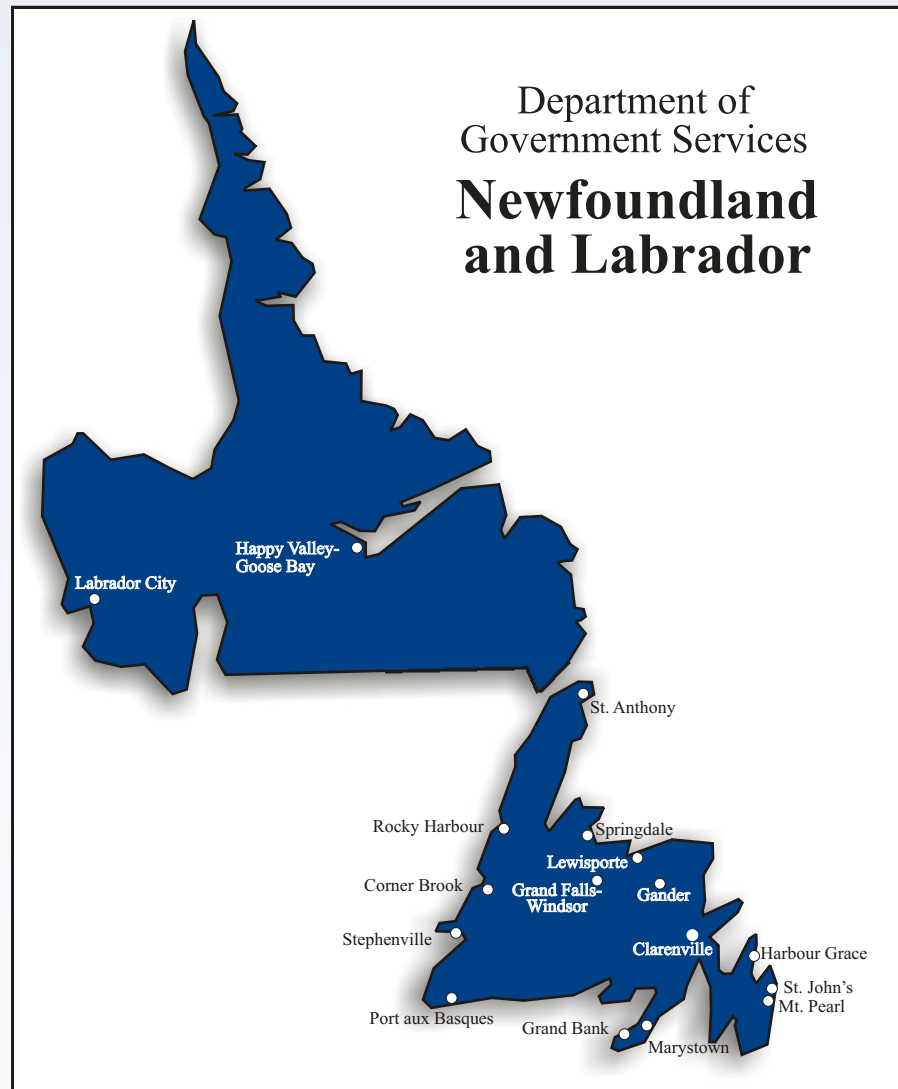 Department of
Government Services
Newfoundland
and Labrador
Happy Valley-
Goose Bay
Labrador City
St. Anthony
Rocky Harbour
Springdale
Lewisporte
Corner Brook
Grand Falls-
Windsor
Gander
Stephenville
Clarenville
Harbour Grace
St. John's
Mt. Pearl
Port aux Basques
Grand Bank
Marystown